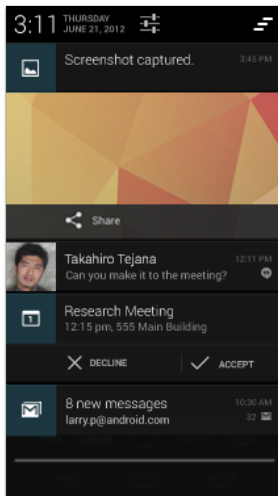 3:11 THURSDAY
JUNE 21, 2012
Screenshot captured. 3:45 PM
Share
Takahiro Tejana 12:11 PM
Can you make it to the meeting?
1
Research Meeting
12:15 pm, 555 Main Building
DECLINE ACCEPT
8 new messages 10:30 AM
larry.p@android.com 32